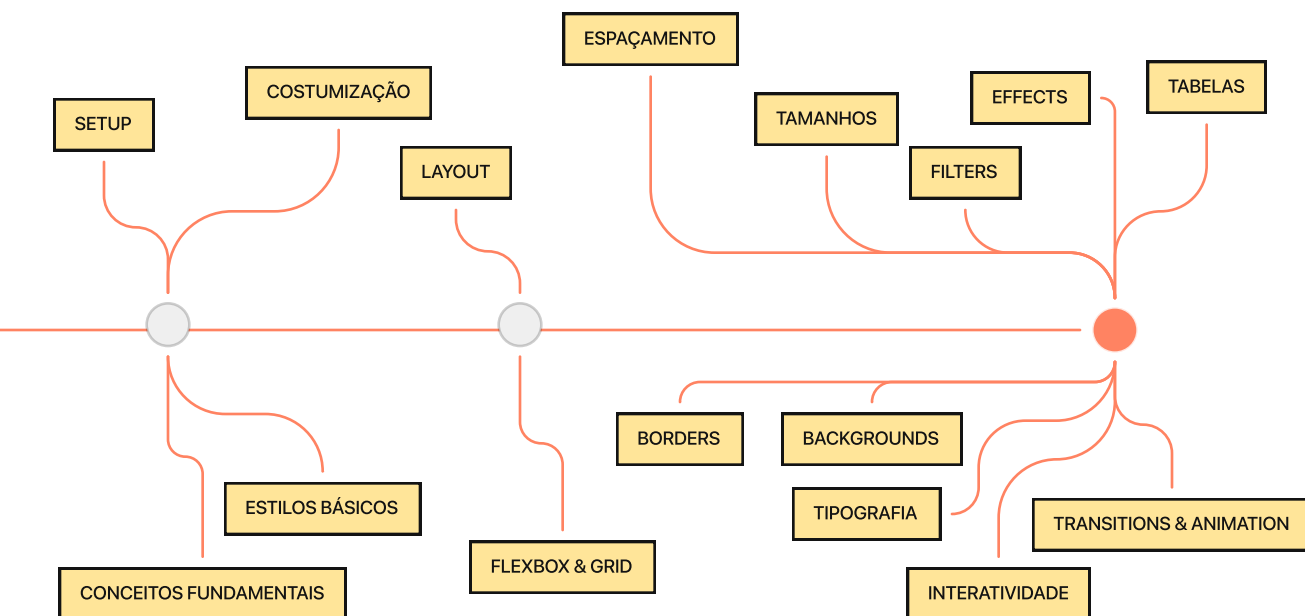 ESPAÇAMENTO
COSTUMIZAÇÃO
SETUP
LAYOUT
TAMANHOS
EFFECTS
TABELAS
FILTERS
BORDERS
BACKGROUNDS
ESTILOS BÁSICOS
TIPOGRAFIA
TRANSITIONS & ANIMATION
FLEXBOX & GRID
CONCEITOS FUNDAMENTAIS
INTERATIVIDADE